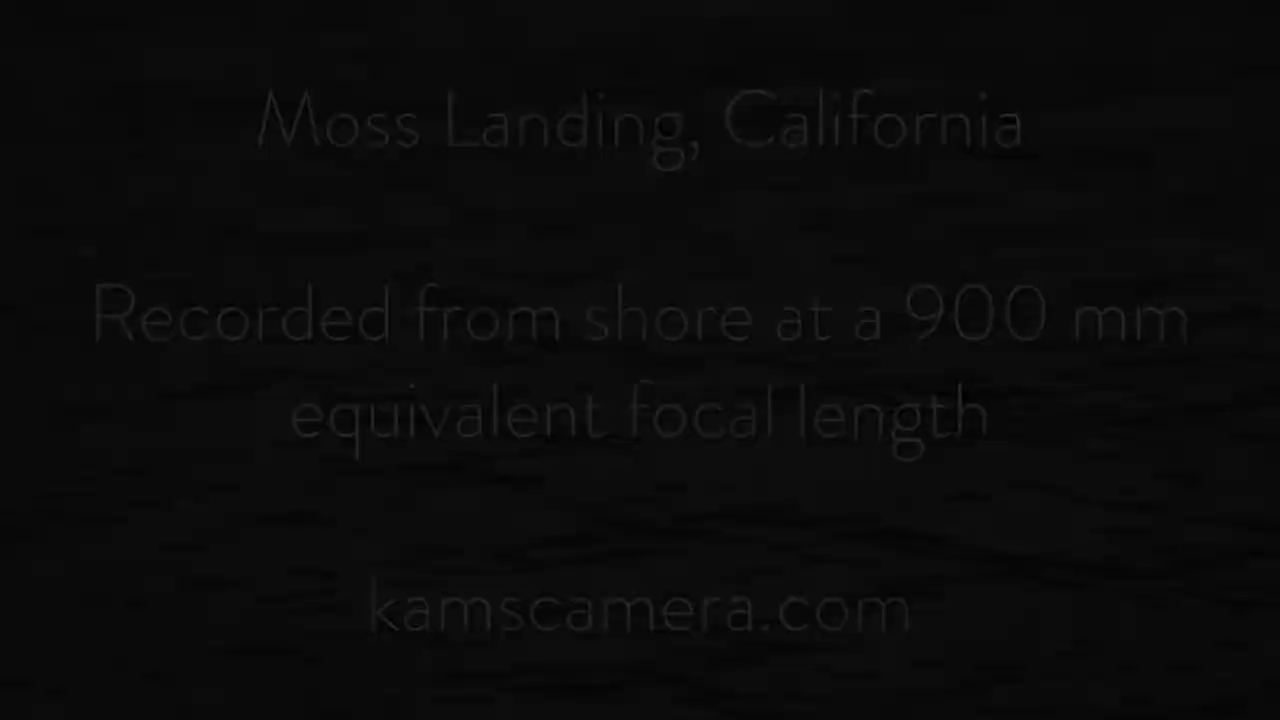 Moss Landing, California
Recorded from shore at a 900 mm
equivalent focal length
kamscamera.com